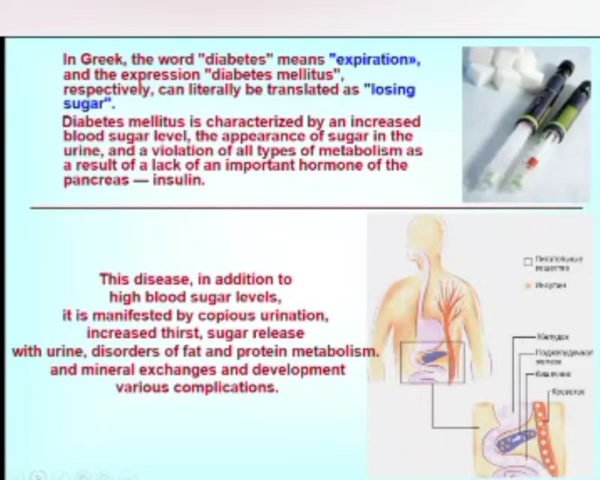 In Greek, the word "diabetes" means "expiration»,
and the expression "diabetes mellitus",
respectively, can literally be translated as "losing
sugar".
Diabetes mellitus is characterized by an increased
blood sugar level, the appearance of sugar in the
urine, and a violation of all types of metabolism as
a result of a lack of an important hormone of the
pancreas — insulin.
This disease, in addition to
high blood sugar levels,
it is manifested by copious urination,
increased thirst, sugar release
with urine, disorders of fat and protein metabolism.
and mineral exchanges and development
various complications.
Питательные
вещества
Инсулин
Желудок
Поджелудочная
железа
Кишечник